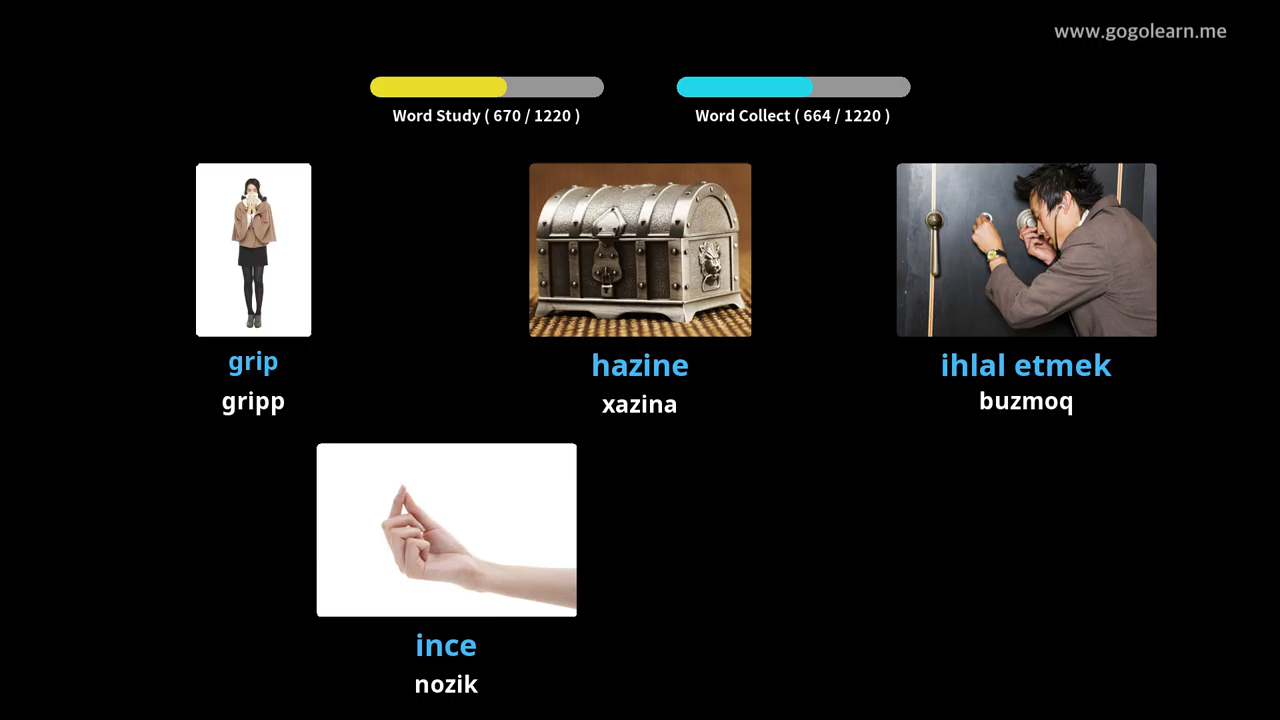 www.gogolearn.me
Word Study ( 670 / 1220 )
Word Collect ( 664 / 1220 )
grip
gripp
hazine
xazina
ihlal etmek
buzmoq
ince
nozik